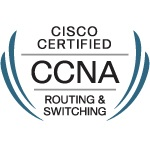 CISCO
CERTIFIED
CCNA
ROUTING &
SWITCHING